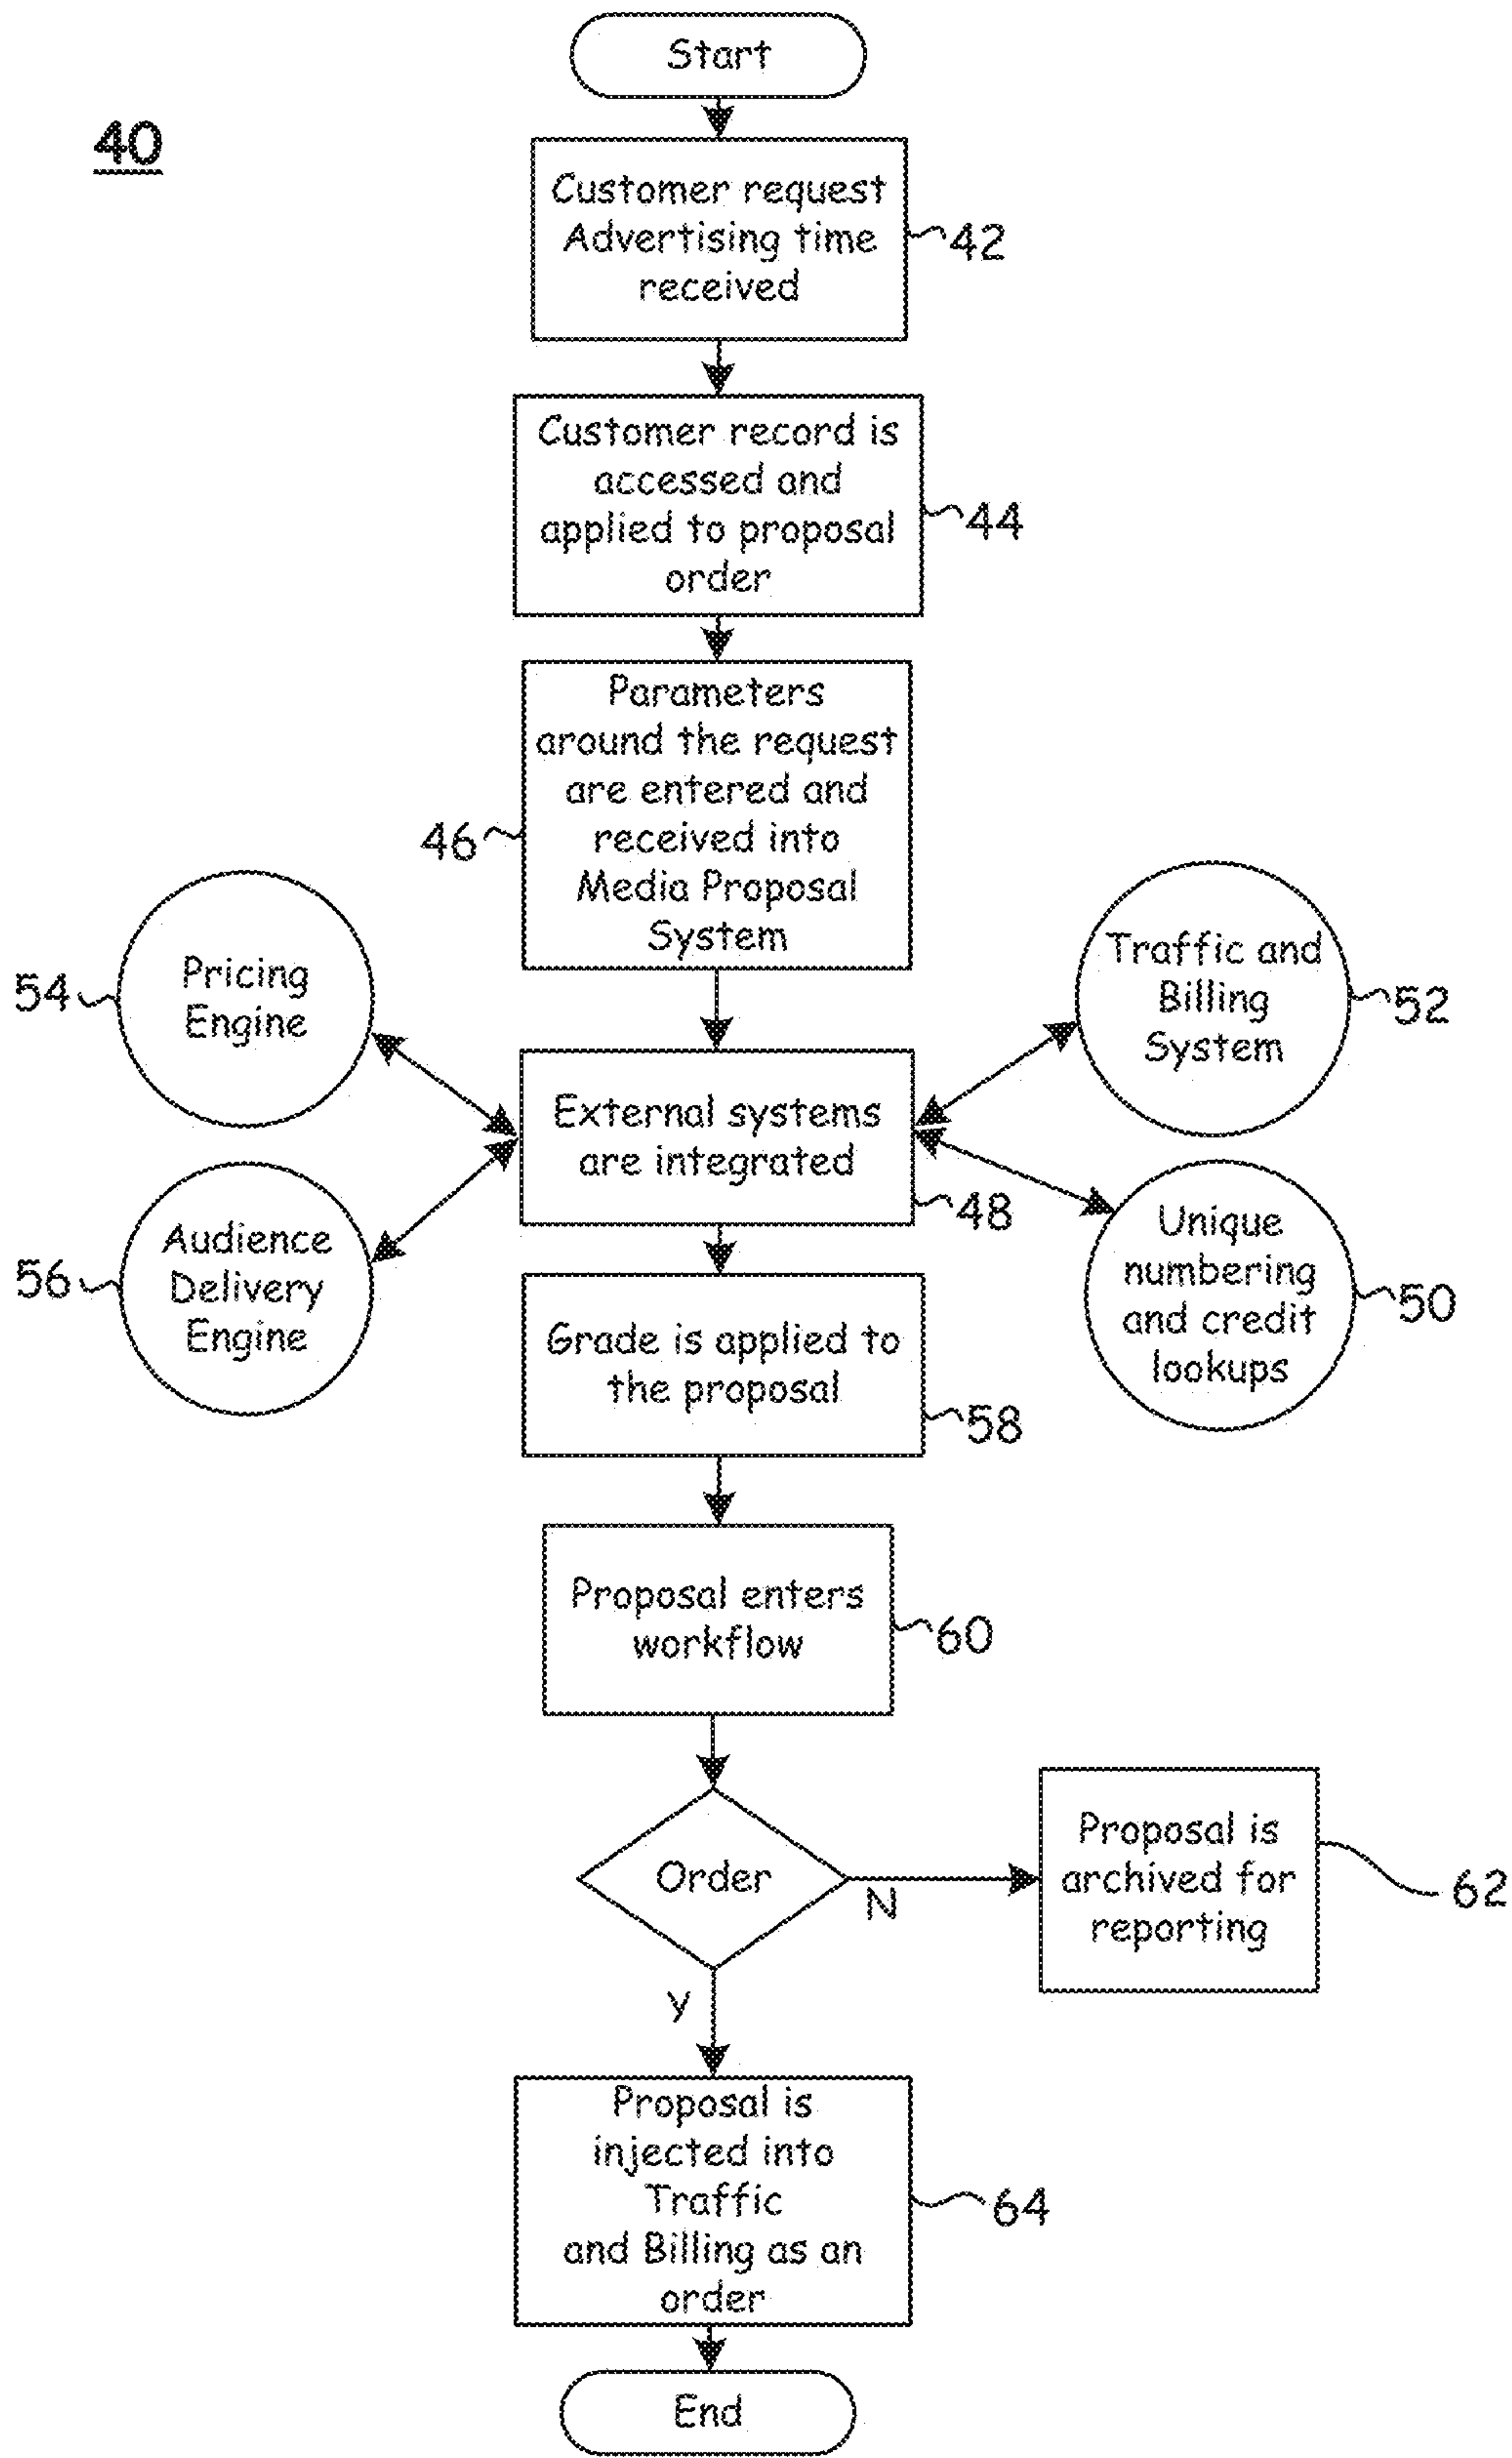 Start
40
Customer request
Advertising time
received
42
Customer record is
accessed and
applied to proposal
order
44
Parameters
around the request
are entered and
received into
Media Proposal
System
46
Pricing
Engine
54
Traffic and
Billing
System
52
External systems
are integrated
48
Audience
Delivery
Engine
56
Unique
numbering
and credit
lookups
50
Grade is applied to
the proposal
58
Proposal enters
workflow
60
Order
N
Proposal is
archived for
reporting
62
Y
Proposal is
injected into
Traffic
and Billing as an
order
64
End